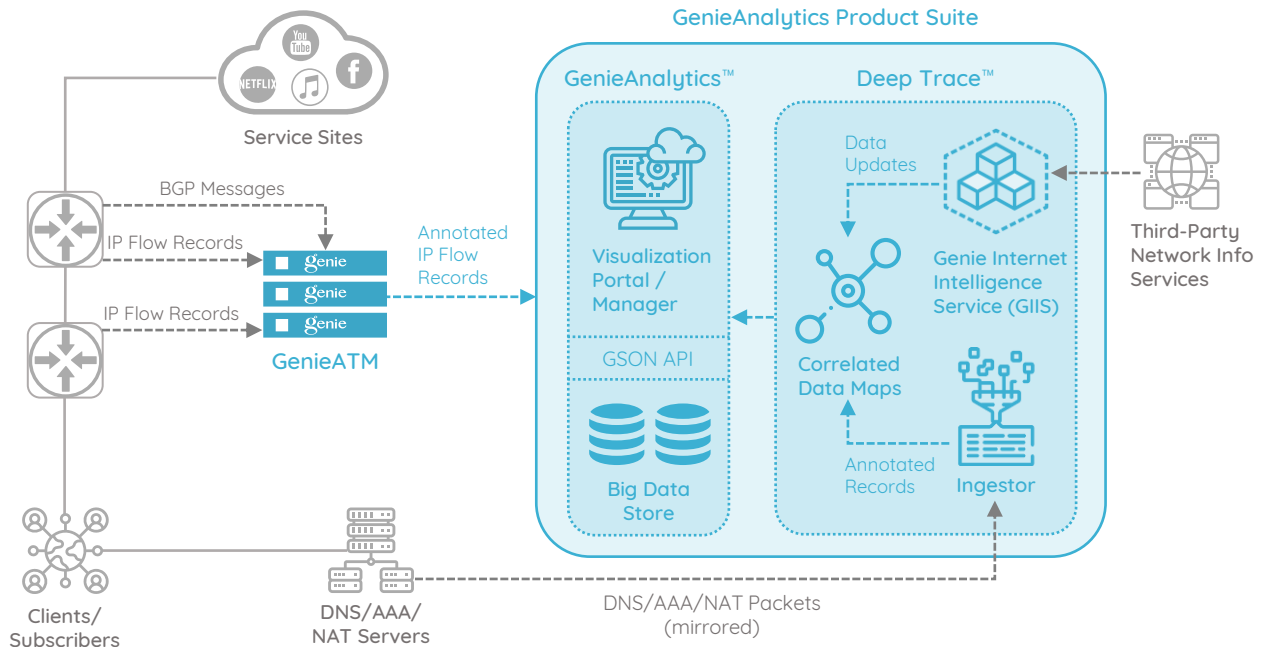 GenieAnalytics Product Suite
You
Tube
NETFLIX
f
Service Sites
BGP Messages
IP Flow Records
IP Flow Records
genie
genie
genie
GenieATM
Annotated
IP Flow
Records
GenieAnalytics™
Visualization
Portal /
Manager
GSON API
Big Data
Store
Deep Trace™
Data
Updates
Genie Internet
Intelligence
Service (GIIS)
Correlated
Data Maps
Annotated
Records
Ingestor
Third-Party
Network Info
Services
Clients/
Subscribers
DNS/AAA/
NAT Servers
DNS/AAA/NAT Packets
(mirrored)